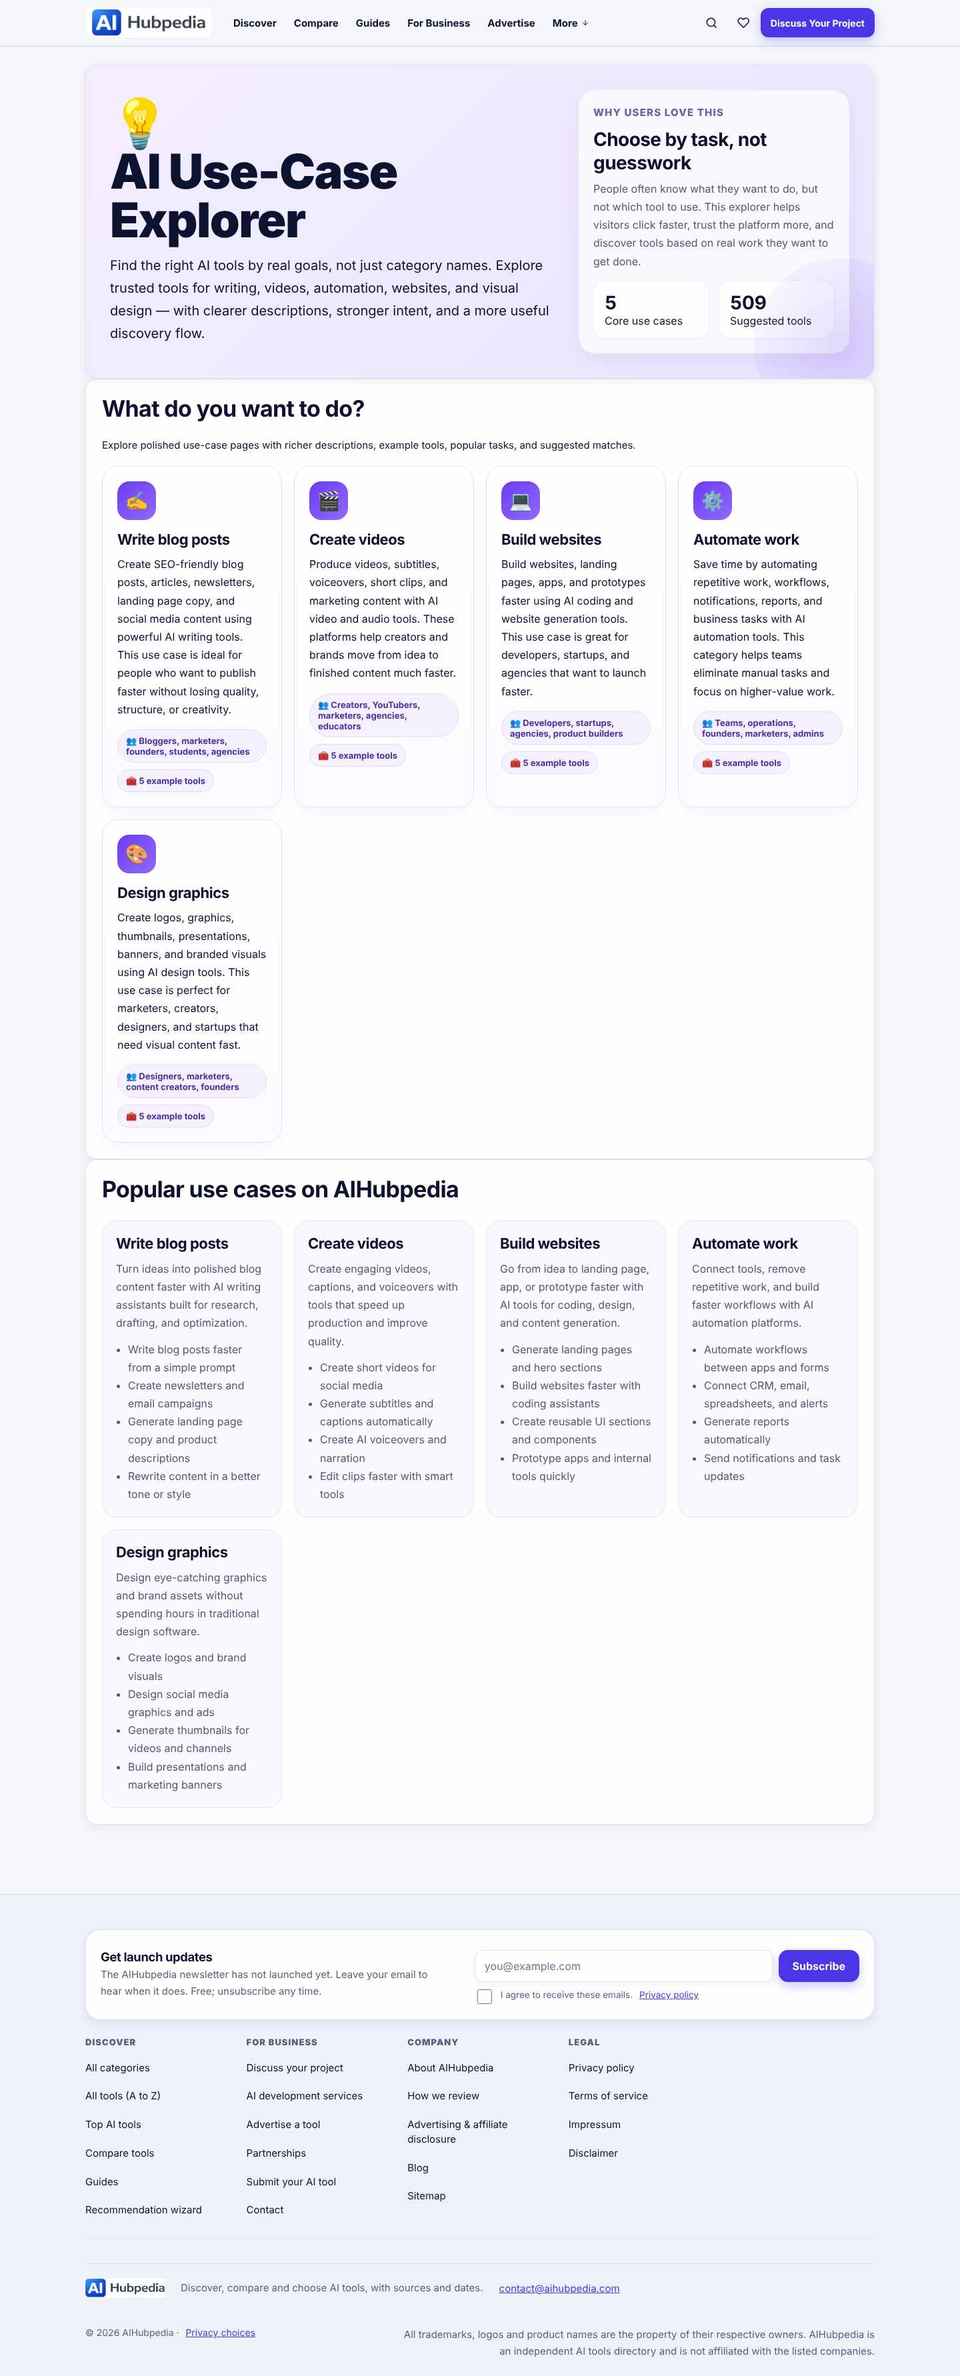 AI Hubpedia
Discover Compare Guides For Business Advertise More
Discuss Your Project
AI Use-Case
Explorer
Find the right AI tools by real goals, not just category names. Explore
trusted tools for writing, videos, automation, websites, and visual
design — with clearer descriptions, stronger intent, and a more useful
discovery flow.
WHY USERS LOVE THIS
Choose by task, not
guesswork
People often know what they want to do, but
not which tool to use. This explorer helps
visitors click faster, trust the platform more, and
discover tools based on real work they want to
get done.
5
Core use cases
509
Suggested tools
What do you want to do?
Explore polished use-case pages with richer descriptions, example tools, popular tasks, and suggested matches.
Write blog posts
Create SEO-friendly blog
posts, articles, newsletters,
landing page copy, and
social media content using
powerful AI writing tools.
This use case is ideal for
people who want to publish
faster without losing quality,
structure, or creativity.
👥 Bloggers, marketers,
founders, students, agencies
🧰 5 example tools
Create videos
Produce videos, subtitles,
voiceovers, short clips, and
marketing content with AI
video and audio tools. These
platforms help creators and
brands move from idea to
finished content much faster.
👥 Creators, YouTubers,
marketers, agencies,
educators
🧰 5 example tools
Build websites
Build websites, landing
pages, apps, and prototypes
faster using AI coding and
website generation tools.
This use case is great for
developers, startups, and
agencies that want to launch
faster.
👥 Developers, startups,
agencies, product builders
🧰 5 example tools
Automate work
Save time by automating
repetitive work, workflows,
notifications, reports, and
business tasks with AI
automation tools. This
category helps teams
eliminate manual tasks and
focus on higher-value work.
👥 Teams, operations,
founders, marketers, admins
🧰 5 example tools
Design graphics
Create logos, graphics,
thumbnails, presentations,
banners, and branded visuals
using AI design tools. This
use case is perfect for
marketers, creators,
designers, and startups that
need visual content fast.
👥 Designers, marketers,
content creators, founders
🧰 5 example tools
Popular use cases on AIHubpedia
Write blog posts
Turn ideas into polished blog
content faster with AI writing
assistants built for research,
drafting, and optimization.
• Write blog posts faster
from a simple prompt
• Create newsletters and
email campaigns
• Generate landing page
copy and product
descriptions
• Rewrite content in a better
tone or style
Create videos
Create engaging videos,
captions, and voiceovers with
tools that speed up
production and improve
quality.
• Create short videos for
social media
• Generate subtitles and
captions automatically
• Create AI voiceovers and
narration
• Edit clips faster with smart
tools
Build websites
Go from idea to landing page,
app, or prototype faster with
AI tools for coding, design,
and content generation.
• Generate landing pages
and hero sections
• Build websites faster with
coding assistants
• Create reusable UI sections
and components
• Prototype apps and internal
tools quickly
Automate work
Connect tools, remove
repetitive work, and build
faster workflows with AI
automation platforms.
• Automate workflows
between apps and forms
• Connect CRM, email,
spreadsheets, and alerts
• Generate reports
automatically
• Send notifications and task
updates
Design graphics
Design eye-catching graphics
and brand assets without
spending hours in traditional
design software.
• Create logos and brand
visuals
• Design social media
graphics and ads
• Generate thumbnails for
videos and channels
• Build presentations and
marketing banners
Get launch updates
The AIHubpedia newsletter has not launched yet. Leave your email to
hear when it does. Free; unsubscribe any time.
you@example.com
Subscribe
I agree to receive these emails. Privacy policy
DISCOVER
All categories
All tools (A to Z)
Top AI tools
Compare tools
Guides
Recommendation wizard
FOR BUSINESS
Discuss your project
AI development services
Advertise a tool
Partnerships
Submit your AI tool
Contact
COMPANY
About AIHubpedia
How we review
Advertising & affiliate
disclosure
Blog
Sitemap
LEGAL
Privacy policy
Terms of service
Impressum
Disclaimer
AI Hubpedia
Discover, compare and choose AI tools, with sources and dates.
contact@aihubpedia.com
© 2026 AIHubpedia · Privacy choices
All trademarks, logos and product names are the property of their respective owners. AIHubpedia is
an independent AI tools directory and is not affiliated with the listed companies.